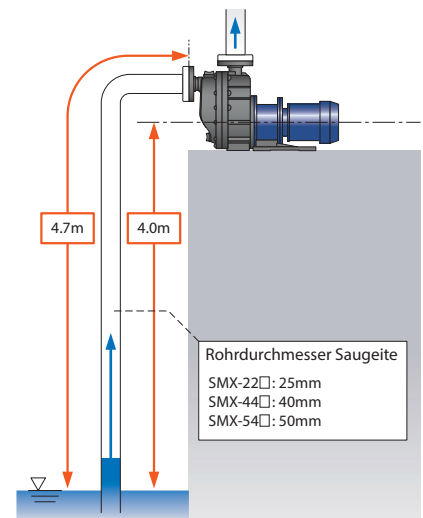 4.7m
4.0m
Rohrdurchmesser Saugeite
SMX-22□: 25mm
SMX-44□: 40mm
SMX-54□: 50mm